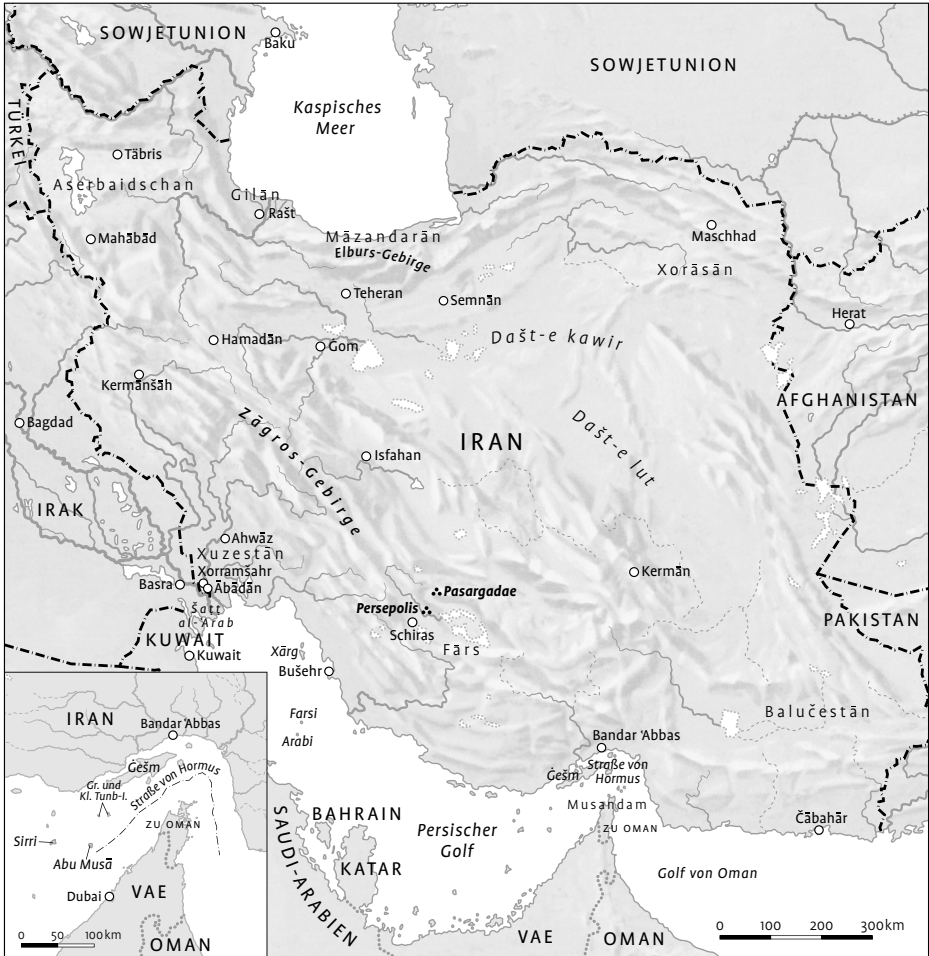 SOWJETUNION
Baku
SOWJETUNION
TÜRKEI
Kaspisches
Meer
Täbris
Aserbaidschan
Gilān
Rašt
Mahābād
Māzandarān
Elburs-Gebirge
Maschhad
Xorāsān
Teheran
Semnān
Herat
Hamadān
Gom
Dašt-e kawir
Kermānšāh
AFGHANISTAN
Bagdad
Zāgros-Gebirge
IRAN
Dašt-e lut
Isfahan
IRAK
Ahwāz
Xuzestān
Xorramšahr
Basra
Ābādān
Kermān
Pasargadae
Persepolis
Šatt
al-Arab
Schiras
PAKISTAN
KUWAIT
Kuwait
Xārg
Fārs
Bušehr
Balučestān
Farsi
Arabi
Bandar ʿAbbas
Ġešm
Straße von
Hormus
Musandam
ZU OMAN
BAHRAIN
Persischer
Golf
Čābahār
SAUDI-ARABIEN
KATAR
Golf von Oman
VAE
OMAN
0 100 200 300 km
IRAN
Bandar ʿAbbas
Ġešm
Straße von Hormus
Gr. und
Kl. Tunb-I.
ZU OMAN
Sirri
Abu Musā
Dubai
VAE
0 50 100 km
OMAN